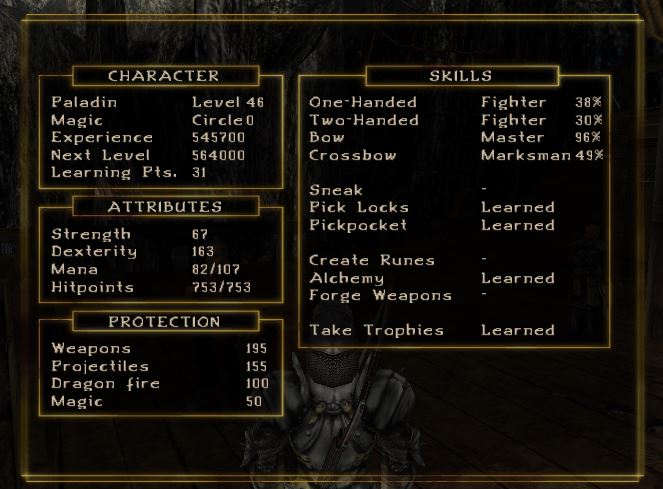 CHARACTER
Paladin Level 46
Magic Circle 0
Experience 545700
Next Level 564000
Learning Pts. 31
ATTRIBUTES
Strength 67
Dexterity 163
Mana 82/107
Hitpoints 753/753
PROTECTION
Weapons 195
Projectiles 155
Dragon fire 100
Magic 50
SKILLS
One-Handed Fighter 38%
Two-Handed Fighter 30%
Bow Master 96%
Crossbow Marksman 49%
Sneak -
Pick Locks Learned
Pickpocket Learned
Create Runes -
Alchemy Learned
Forge Weapons -
Take Trophies Learned